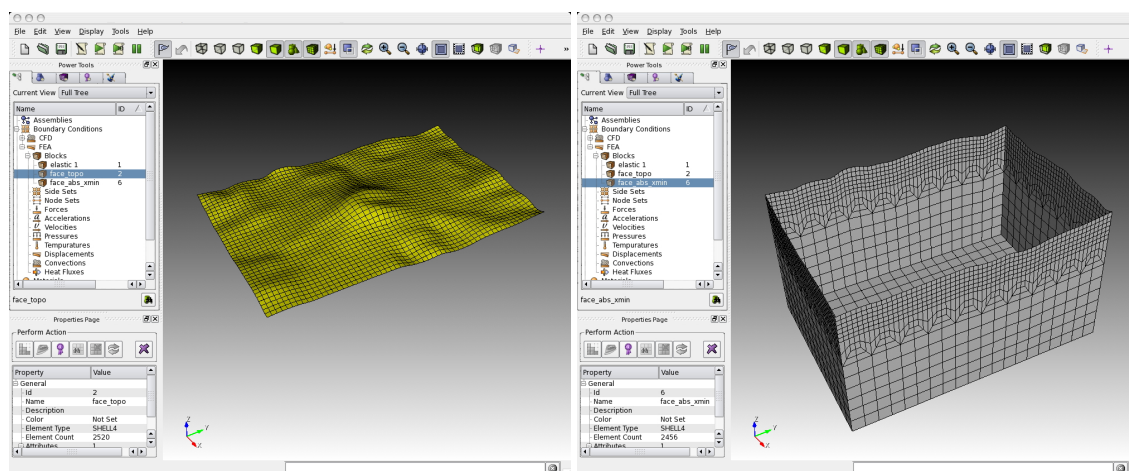 File Edit View Display Tools Help
Power Tools
Current View Full Tree
Name ID /
Assemblies
Boundary Conditions
CFD
FEA
Blocks
elastic 1 1
face_topo 2
face_abs_xmin 6
Side Sets
Node Sets
Forces
Accelerations
Velocities
Pressures
Tempuratures
Displacements
Convections
Heat Fluxes
face_topo
Properties Page
Perform Action
Property Value
General
Id 2
Name face_topo
Description
Color Not Set
Element Type SHELL4
Element Count 2520
Attributes 1
Z
Y
X
File Edit View Display Tools Help
Power Tools
Current View Full Tree
Name ID /
Assemblies
Boundary Conditions
CFD
FEA
Blocks
elastic 1 1
face_topo 2
face_abs_xmin 6
Side Sets
Node Sets
Forces
Accelerations
Velocities
Pressures
Tempuratures
Displacements
Convections
Heat Fluxes
face_abs_xmin
Properties Page
Perform Action
Property Value
General
Id 6
Name face_abs_xmin
Description
Color Not Set
Element Type SHELL4
Element Count 2456
Attributes 1
Z
Y
X